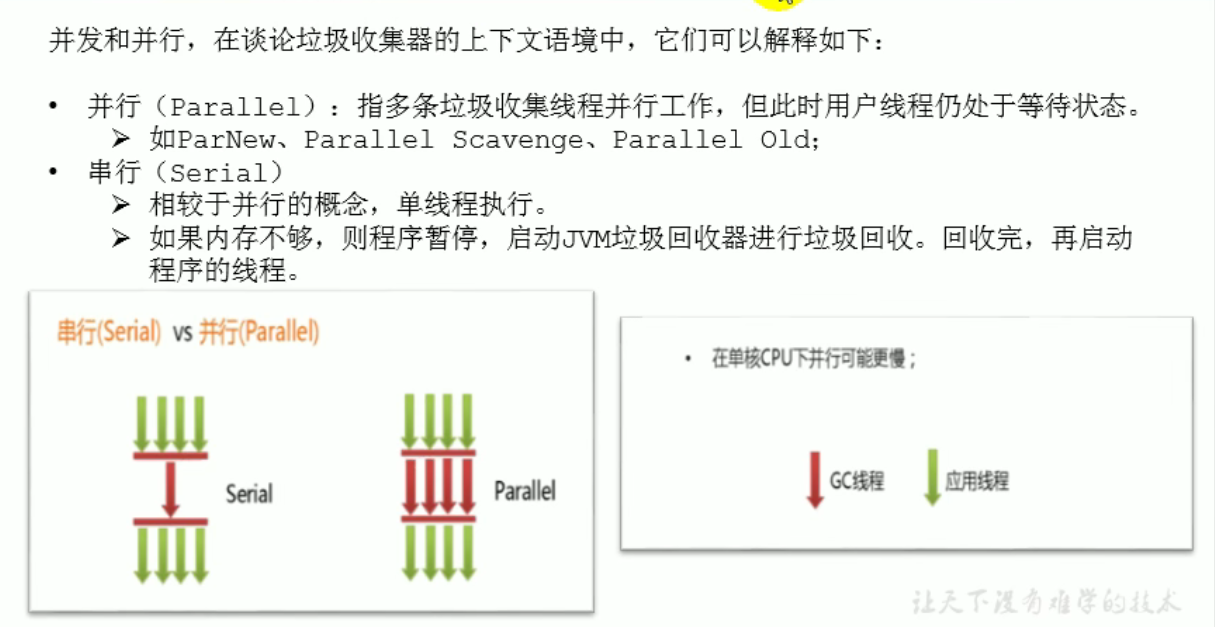 并发和并行，在谈论垃圾收集器的上下文语境中，它们可以解释如下：
• 并行（Parallel）：指多条垃圾收集线程并行工作，但此时用户线程仍处于等待状态。
➢ 如ParNew、Parallel Scavenge、Parallel Old；
• 串行（Serial）
➢ 相较于并行的概念，单线程执行。
➢ 如果内存不够，则程序暂停，启动JVM垃圾回收器进行垃圾回收。回收完，再启动
程序的线程。
串行(Serial) vs 并行(Parallel)
Serial
Parallel
• 在单核CPU下并行可能更慢；
GC线程
应用线程
让天下没有难学的技术